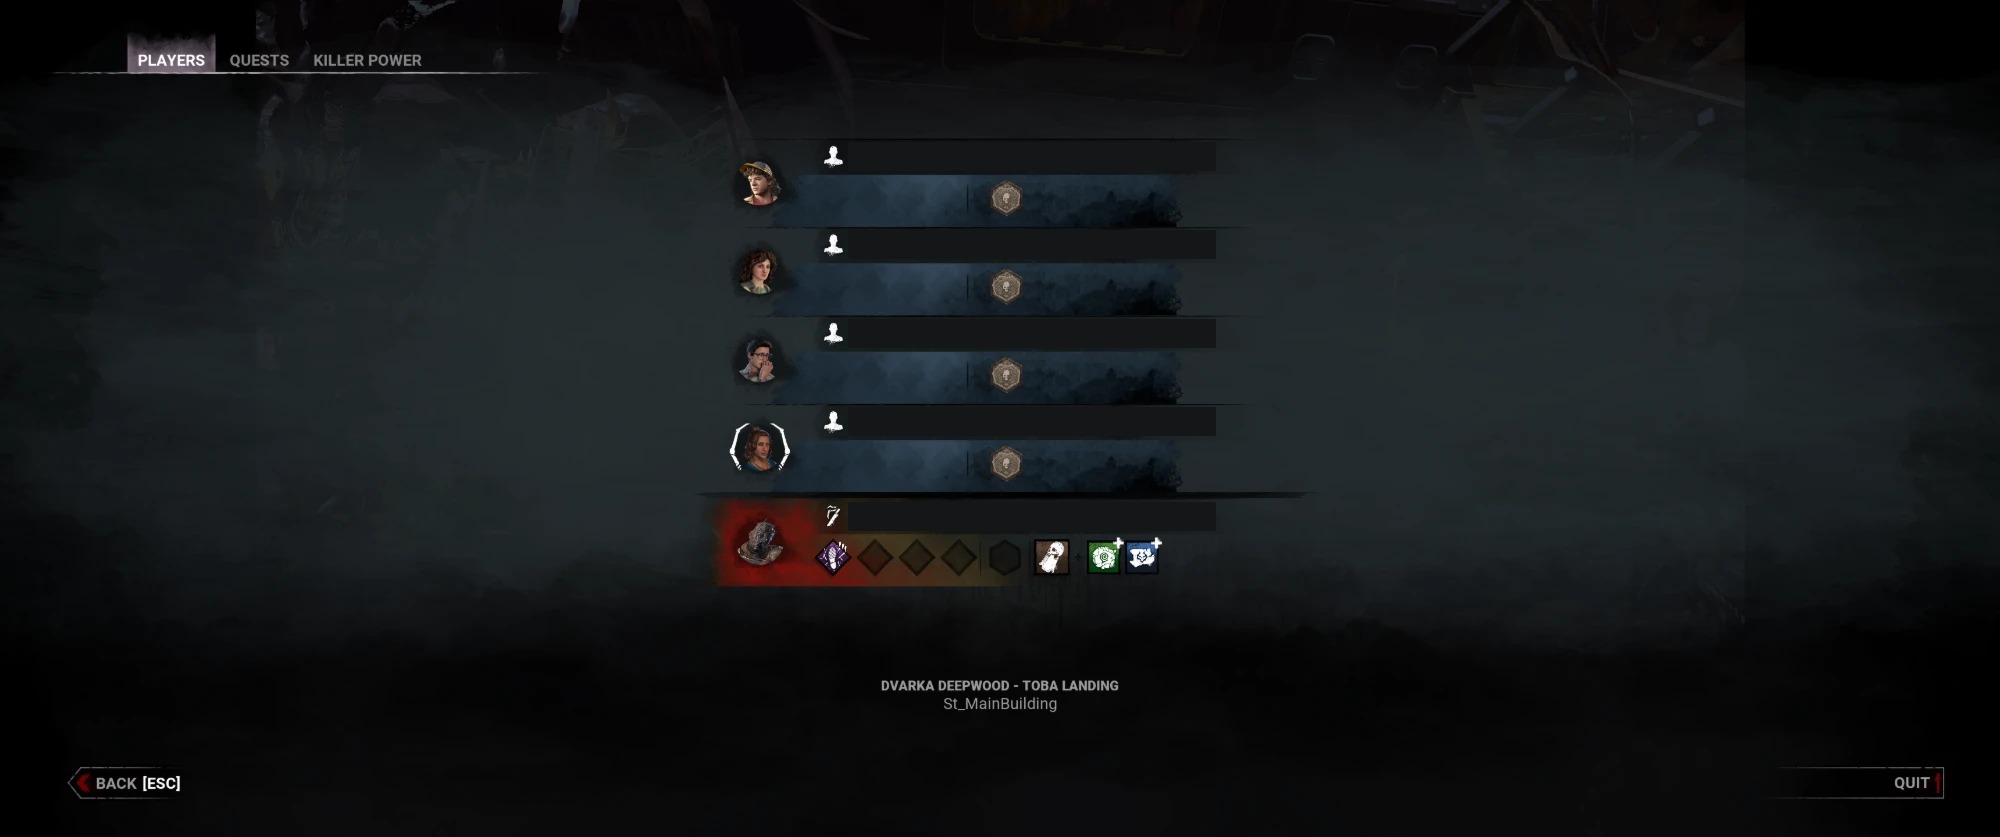 PLAYERS
QUESTS
KILLER POWER
DVARKA DEEPWOOD - TOBA LANDING
St_MainBuilding
BACK [ESC]
QUIT